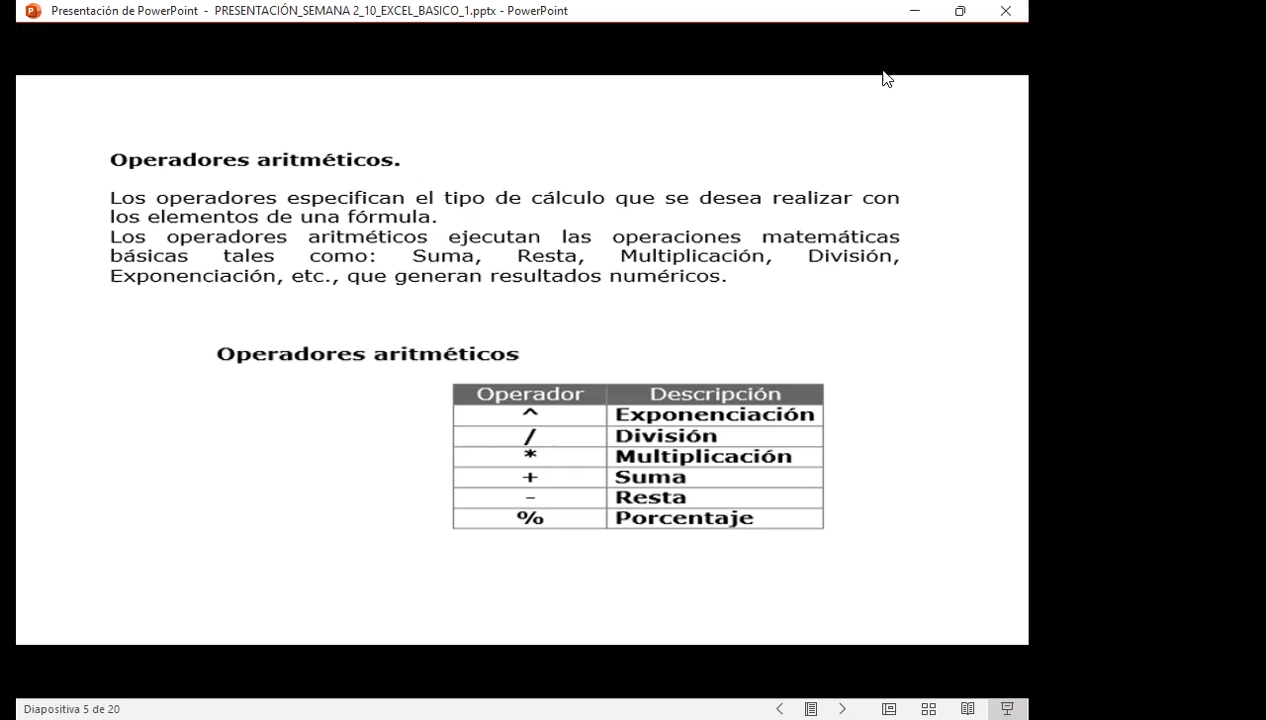 Presentación de PowerPoint - PRESENTACIÓN_SEMANA 2_10_EXCEL_BASICO_1.pptx - PowerPoint
Operadores aritméticos.
Los operadores especifican el tipo de cálculo que se desea realizar con
los elementos de una fórmula.
Los operadores aritméticos ejecutan las operaciones matemáticas
básicas tales como: Suma, Resta, Multiplicación, División,
Exponenciación, etc., que generan resultados numéricos.
Operadores aritméticos
Operador Descripción
^ Exponenciación
/ División
* Multiplicación
+ Suma
- Resta
% Porcentaje
Diapositiva 5 de 20